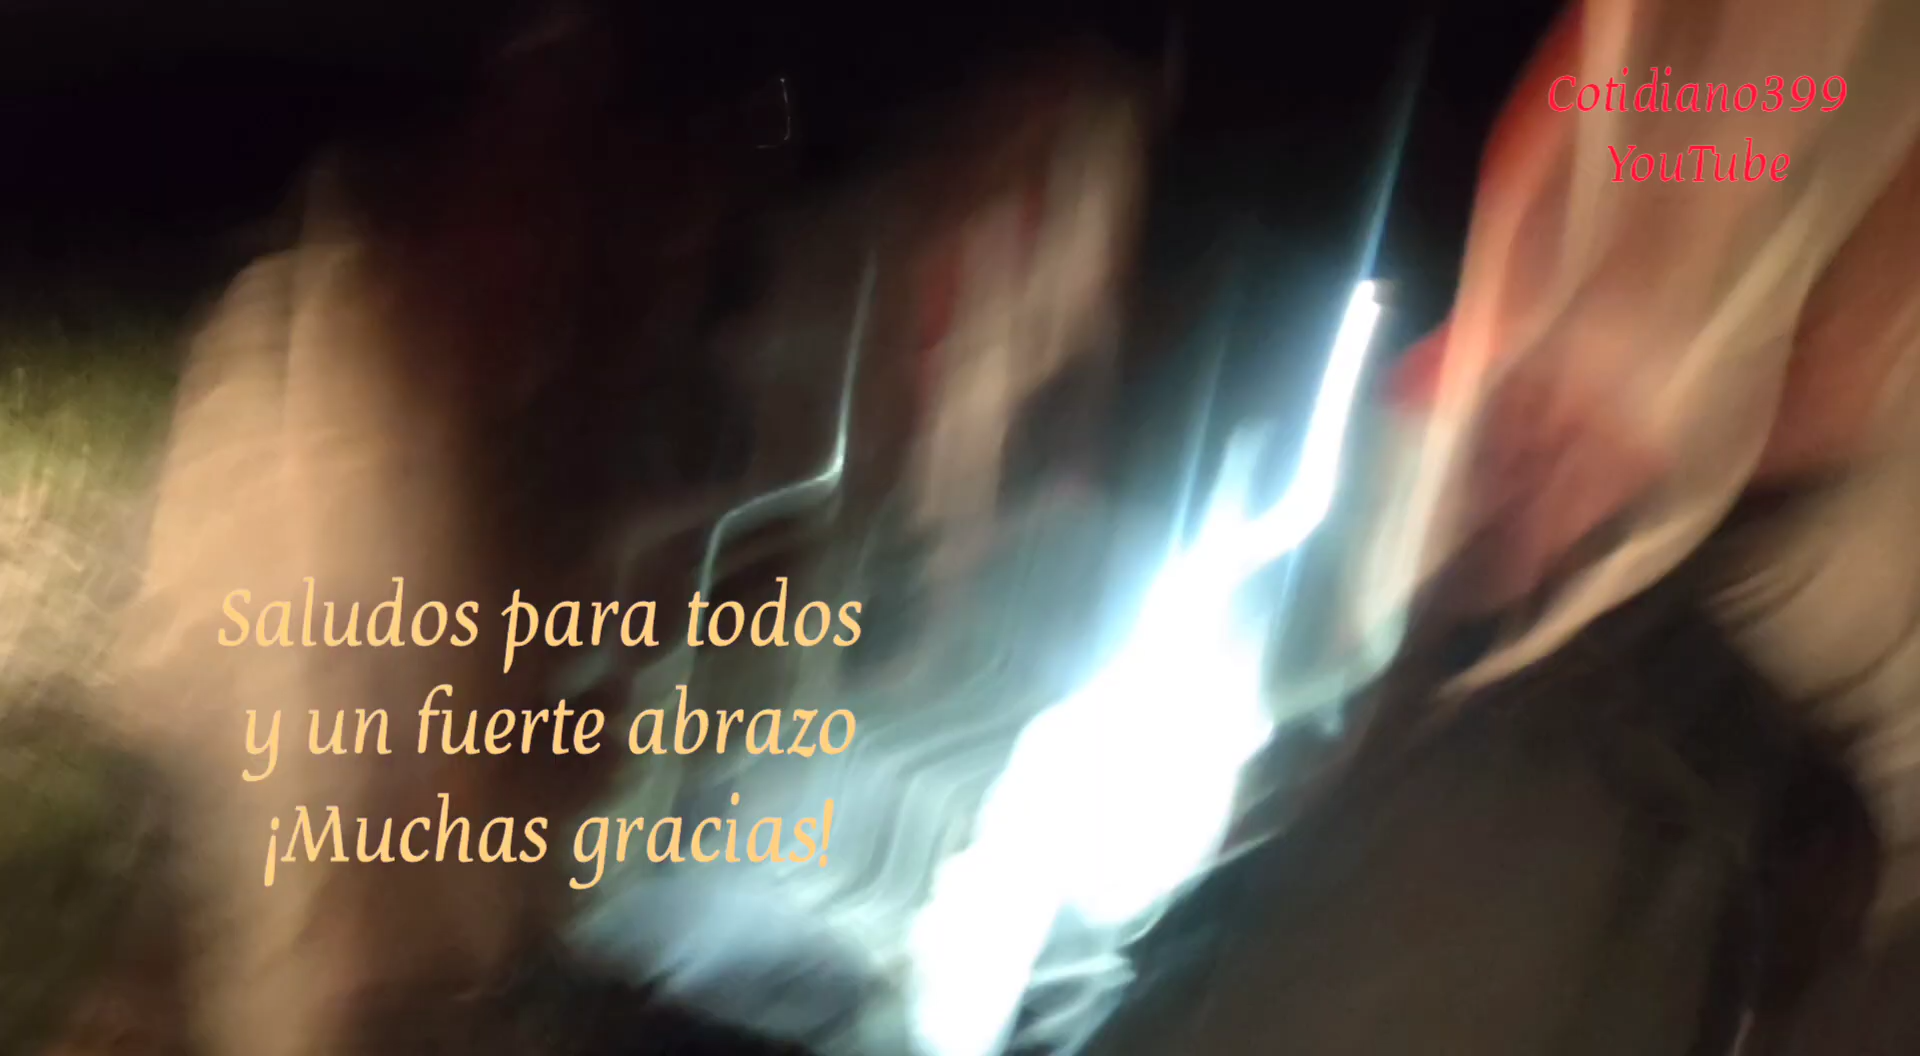 Cotidiano399
YouTube
Saludos para todos
y un fuerte abrazo
¡Muchas gracias!